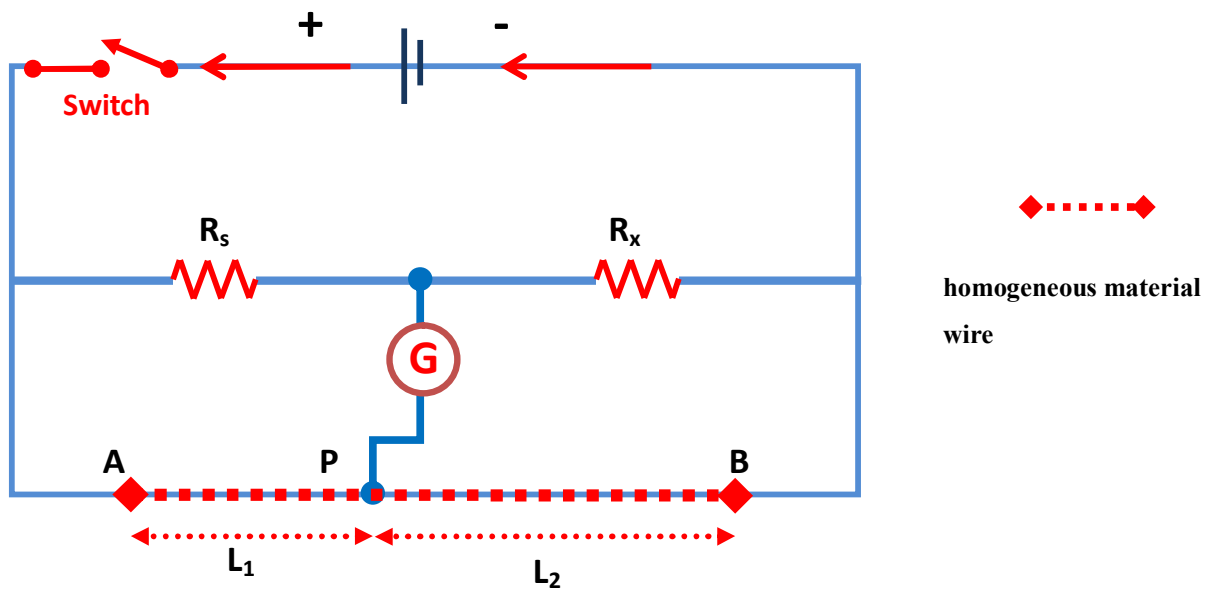 + -
Switch
Rs Rx
homogeneous material
wire
G
A P B
L1 L2